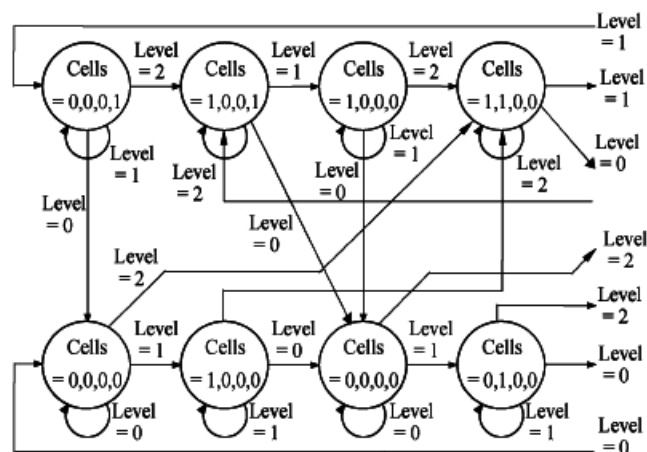 Level
= 1
Cells
= 0,0,0,1
Level
= 2
Cells
= 1,0,0,1
Level
= 1
Cells
= 1,0,0,0
Level
= 2
Cells
= 1,1,0,0
Level
= 1
Level
= 0
Level
= 1
Level
= 2
Level
= 0
Level
= 1
Level
= 2
Level
= 0
Level
= 0
Level
= 2
Level
= 2
Level
= 2
Cells
= 0,0,0,0
Level
= 1
Cells
= 1,0,0,0
Level
= 0
Cells
= 0,0,0,0
Level
= 1
Cells
= 0,1,0,0
Level
= 0
Level
= 0
Level
= 1
Level
= 0
Level
= 1
Level
= 0